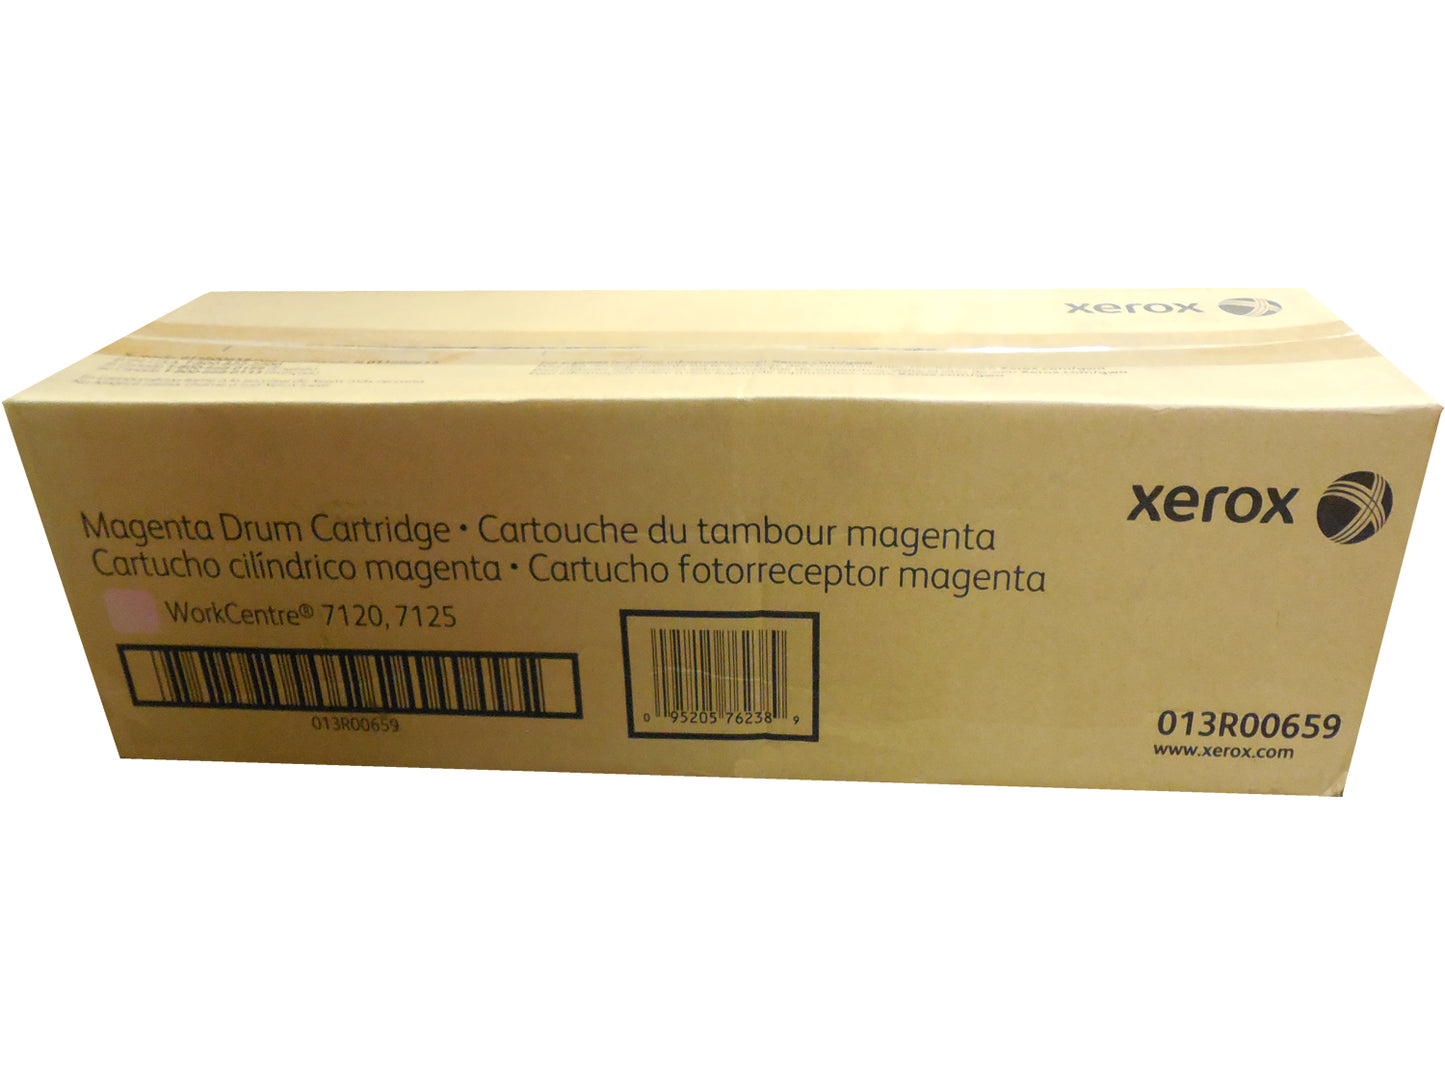 xerox
Magenta Drum Cartridge • Cartouche du tambour magenta
Cartucho cilíndrico magenta • Cartucho fotorreceptor magenta
WorkCentre® 7120, 7125
013R00659
0 95205 76238 9
xerox
013R00659
www.xerox.com